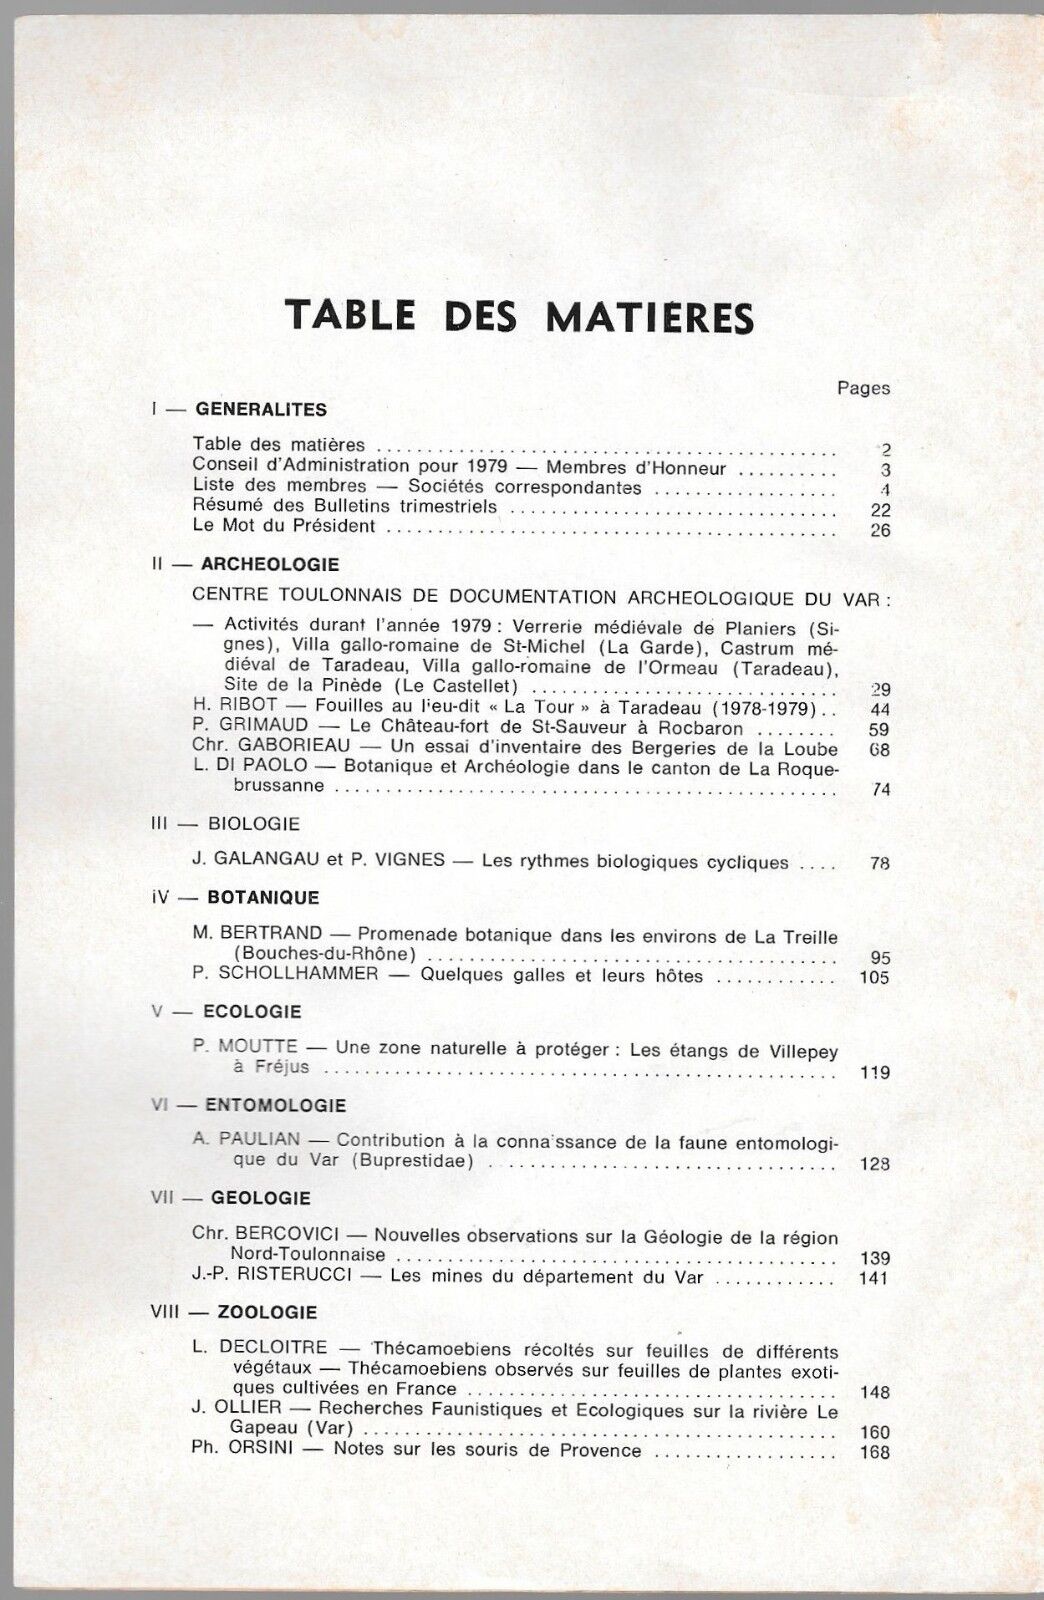 TABLE DES MATIERES
Pages
I — GENERALITES
Table des matières .............................................. 2
Conseil d'Administration pour 1979 — Membres d'Honneur .......... 3
Liste des membres — Sociétés correspondantes ................... 4
Résumé des Bulletins trimestriels ................................. 22
Le Mot du Président ............................................. 26
II — ARCHEOLOGIE
CENTRE TOULONNAIS DE DOCUMENTATION ARCHEOLOGIQUE DU VAR :
— Activités durant l'année 1979 : Verrerie médiévale de Planiers (Si-
gnes), Villa gallo-romaine de St-Michel (La Garde), Castrum mé-
diéval de Taradeau, Villa gallo-romaine de l'Ormeau (Taradeau),
Site de la Pinède (Le Castellet) ............................... 29
H. RIBOT — Fouilles au l'eu-dit « La Tour » à Taradeau (1978-1979) .. 44
P. GRIMAUD — Le Château-fort de St-Sauveur à Rocbaron ........ 59
Chr. GABORIEAU — Un essai d'inventaire des Bergeries de la Loube 68
L. DI PAOLO — Botanique et Archéologie dans le canton de La Roque-
brussanne .................................................. 74
III — BIOLOGIE
J. GALANGAU et P. VIGNES — Les rythmes biologiques cycliques .... 78
IV — BOTANIQUE
M. BERTRAND — Promenade botanique dans les environs de La Treille
(Bouches-du-Rhône) ......................................... 95
P. SCHOLLHAMMER — Quelques galles et leurs hôtes ............ 105
V — ECOLOGIE
P. MOUTTE — Une zone naturelle à protéger : Les étangs de Villepey
à Fréjus .................................................... 119
VI — ENTOMOLOGIE
A. PAULIAN — Contribution à la conna'ssance de la faune entomologi-
que du Var (Buprestidae) ................................... 128
VII — GEOLOGIE
Chr. BERCOVICI — Nouvelles observations sur la Géologie de la région
Nord-Toulonnaise ............................................ 139
J.-P. RISTERUCCI — Les mines du département du Var ............ 141
VIII — ZOOLOGIE
L. DECLOITRE — Thécamoebiens récoltés sur feuilles de différents
végétaux — Thécamoebiens observés sur feuilles de plantes exoti-
ques cultivées en France ..................................... 148
J. OLLIER — Recherches Faunistiques et Ecologiques sur la rivière Le
Gapeau (Var) ................................................ 160
Ph. ORSINI — Notes sur les souris de Provence ................... 168